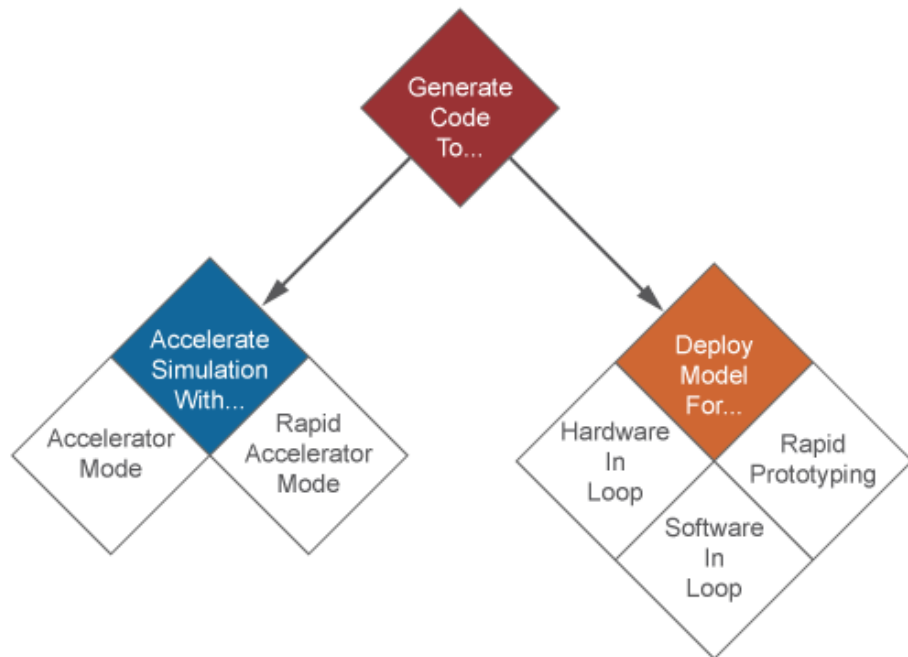 Generate
Code
To...
Accelerate
Simulation
With...
Accelerator
Mode
Rapid
Accelerator
Mode
Deploy
Model
For...
Hardware
In
Loop
Rapid
Prototyping
Software
In
Loop